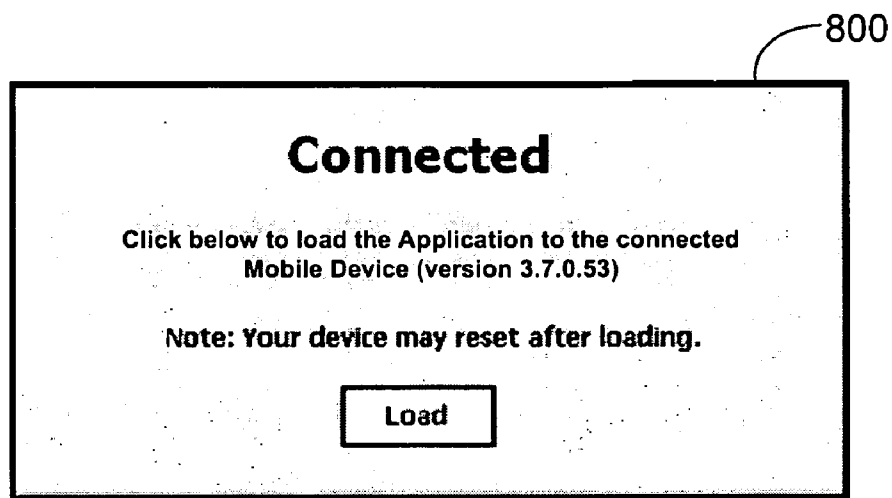 800
Connected
Click below to load the Application to the connected
Mobile Device (version 3.7.0.53)
Note: Your device may reset after loading.
Load